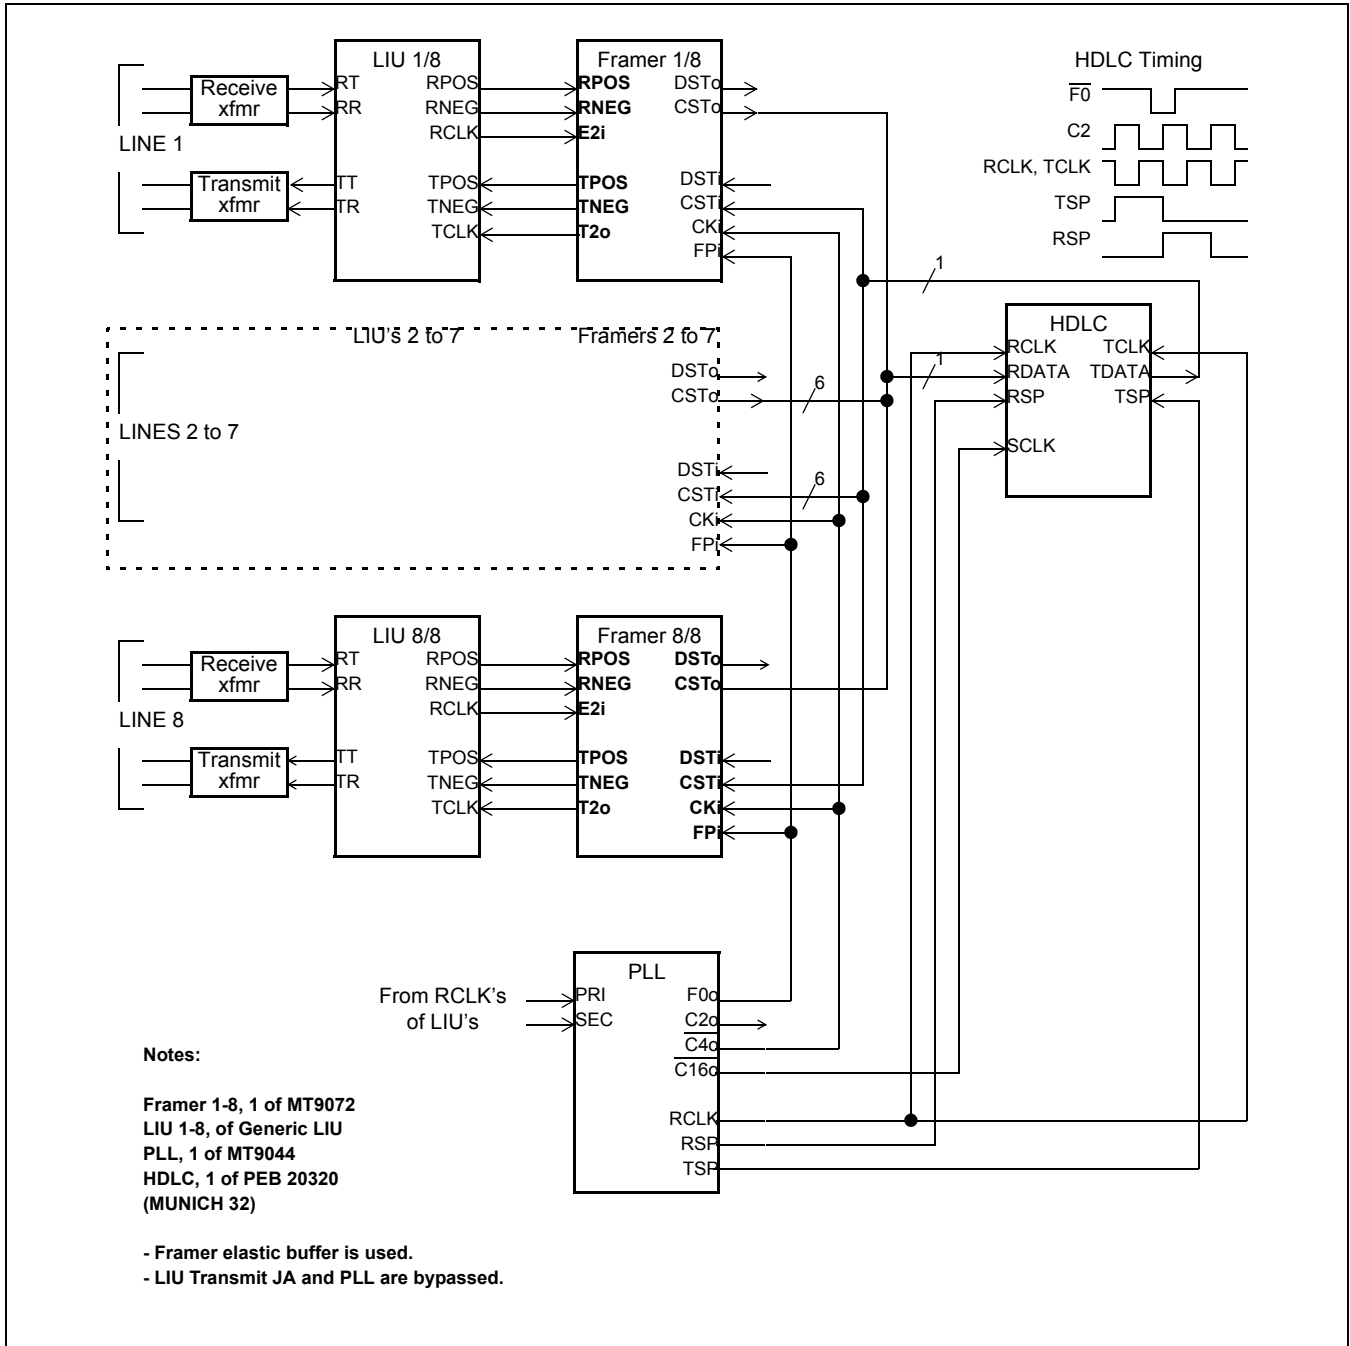 LIU 1/8
Framer 1/8
HDLC Timing
Receive
xfmr
RT
RR
RPOS
RNEG
RCLK
RPOS
RNEG
E2i
DSTo
CSTo
LINE 1
Transmit
xfmr
TT
TR
TPOS
TNEG
TCLK
TPOS
TNEG
T2o
DSTi
CSTi
CKi
FPi
F0
C2
RCLK, TCLK
TSP
RSP
1
LIU's 2 to 7
Framers 2 to 7
DSTo
CSTo
6
1
LINES 2 to 7
DSTi
CSTi
6
CKi
FPi
HDLC
RCLK
TCLK
RDATA
TDATA
RSP
TSP
SCLK
LIU 8/8
Framer 8/8
Receive
xfmr
RT
RR
RPOS
RNEG
RCLK
RPOS
RNEG
E2i
DSTo
CSTo
LINE 8
Transmit
xfmr
TT
TR
TPOS
TNEG
TCLK
TPOS
TNEG
T2o
DSTi
CSTi
CKi
FPi
PLL
From RCLK's
of LIU's
PRI
SEC
F0o
C2o
C4o
C16o
RCLK
RSP
TSP
Notes:
Framer 1-8, 1 of MT9072
LIU 1-8, of Generic LIU
PLL, 1 of MT9044
HDLC, 1 of PEB 20320
(MUNICH 32)
- Framer elastic buffer is used.
- LIU Transmit JA and PLL are bypassed.